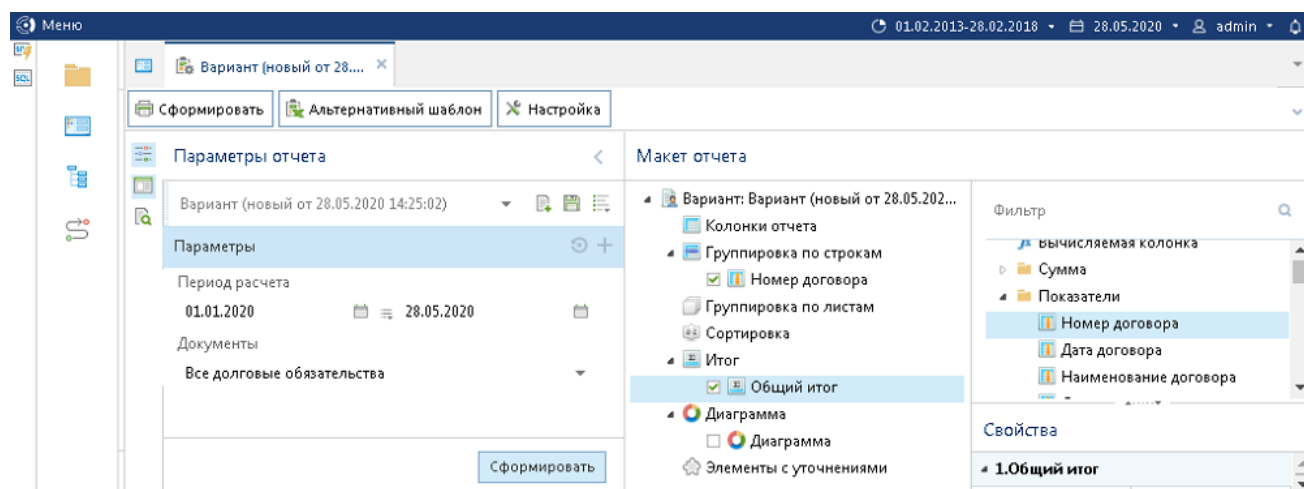 Меню 01.02.2013-28.02.2018 28.05.2020 admin
SQL
Вариант (новый от 28....
Сформировать Альтернативный шаблон Настройка
Параметры отчета
Вариант (новый от 28.05.2020 14:25:02)
Параметры
Период расчета
01.01.2020 28.05.2020
Документы
Все долговые обязательства
Сформировать
Макет отчета
Вариант: Вариант (новый от 28.05.202...
Колонки отчета
Группировка по строкам
Номер договора
Группировка по листам
Сортировка
Итог
Общий итог
Диаграмма
Диаграмма
Элементы с уточнениями
Фильтр
Вычисляемая колонка
Сумма
Показатели
Номер договора
Дата договора
Наименование договора
Свойства
1.Общий итог